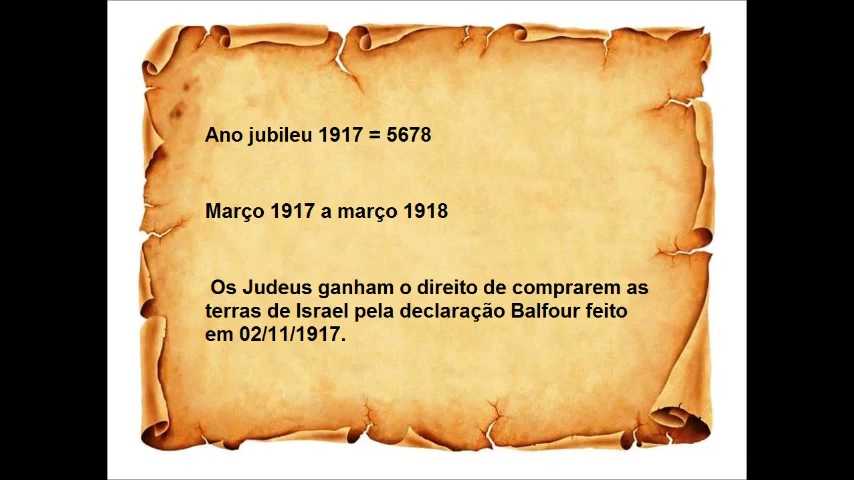 Ano jubileu 1917 = 5678
Março 1917 a março 1918
Os Judeus ganham o direito de comprarem as
terras de Israel pela declaração Balfour feito
em 02/11/1917.